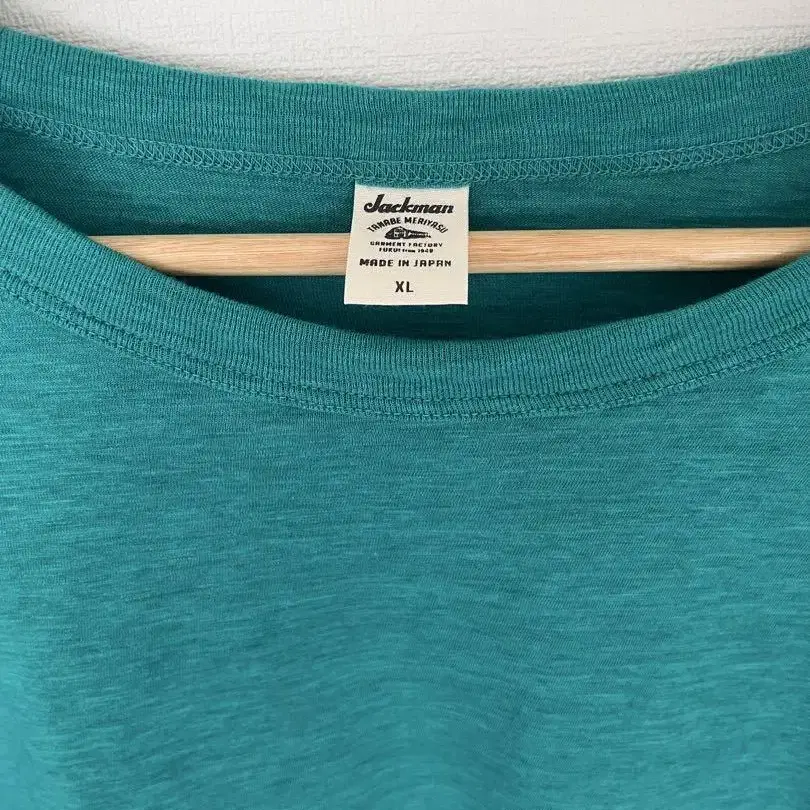 Jackman
TANABE MERIYASU
GARMENT FACTORY
FUKUI from 1949
MADE IN JAPAN
XL